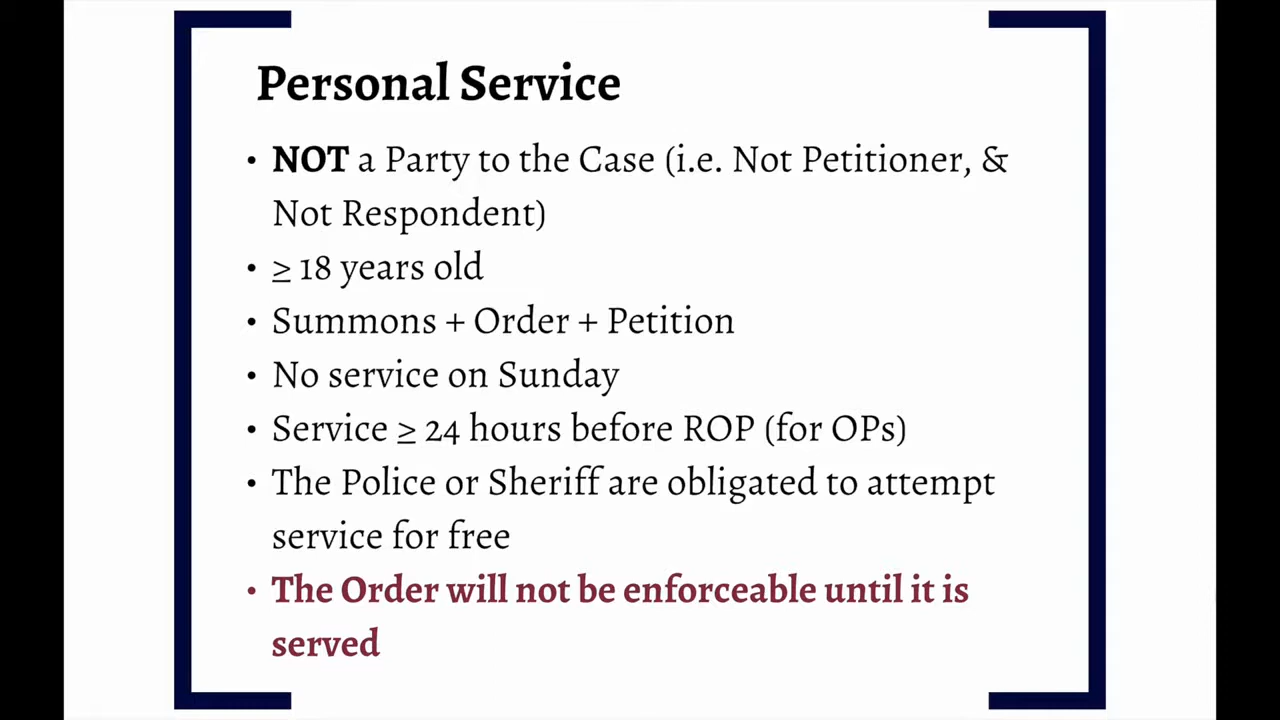 Personal Service
• NOT a Party to the Case (i.e. Not Petitioner, &
Not Respondent)
• ≥ 18 years old
• Summons + Order + Petition
• No service on Sunday
• Service ≥ 24 hours before ROP (for OPs)
• The Police or Sheriff are obligated to attempt
service for free
• The Order will not be enforceable until it is
served